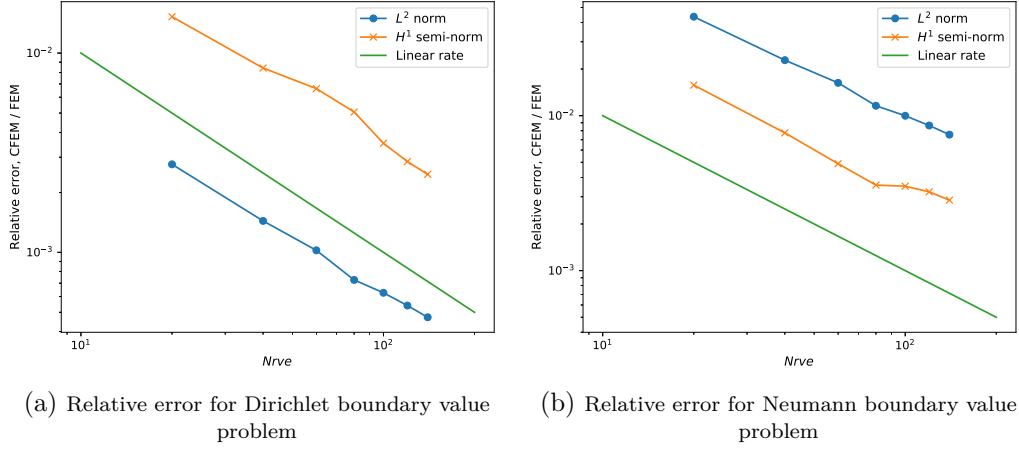 Relative error, CFEM / FEM
10⁻²
10⁻³
10¹
10²
Nrve
L² norm
H¹ semi-norm
Linear rate
(a) Relative error for Dirichlet boundary value
problem
Relative error, CFEM / FEM
10⁻²
10⁻³
10¹
10²
Nrve
L² norm
H¹ semi-norm
Linear rate
(b) Relative error for Neumann boundary value
problem